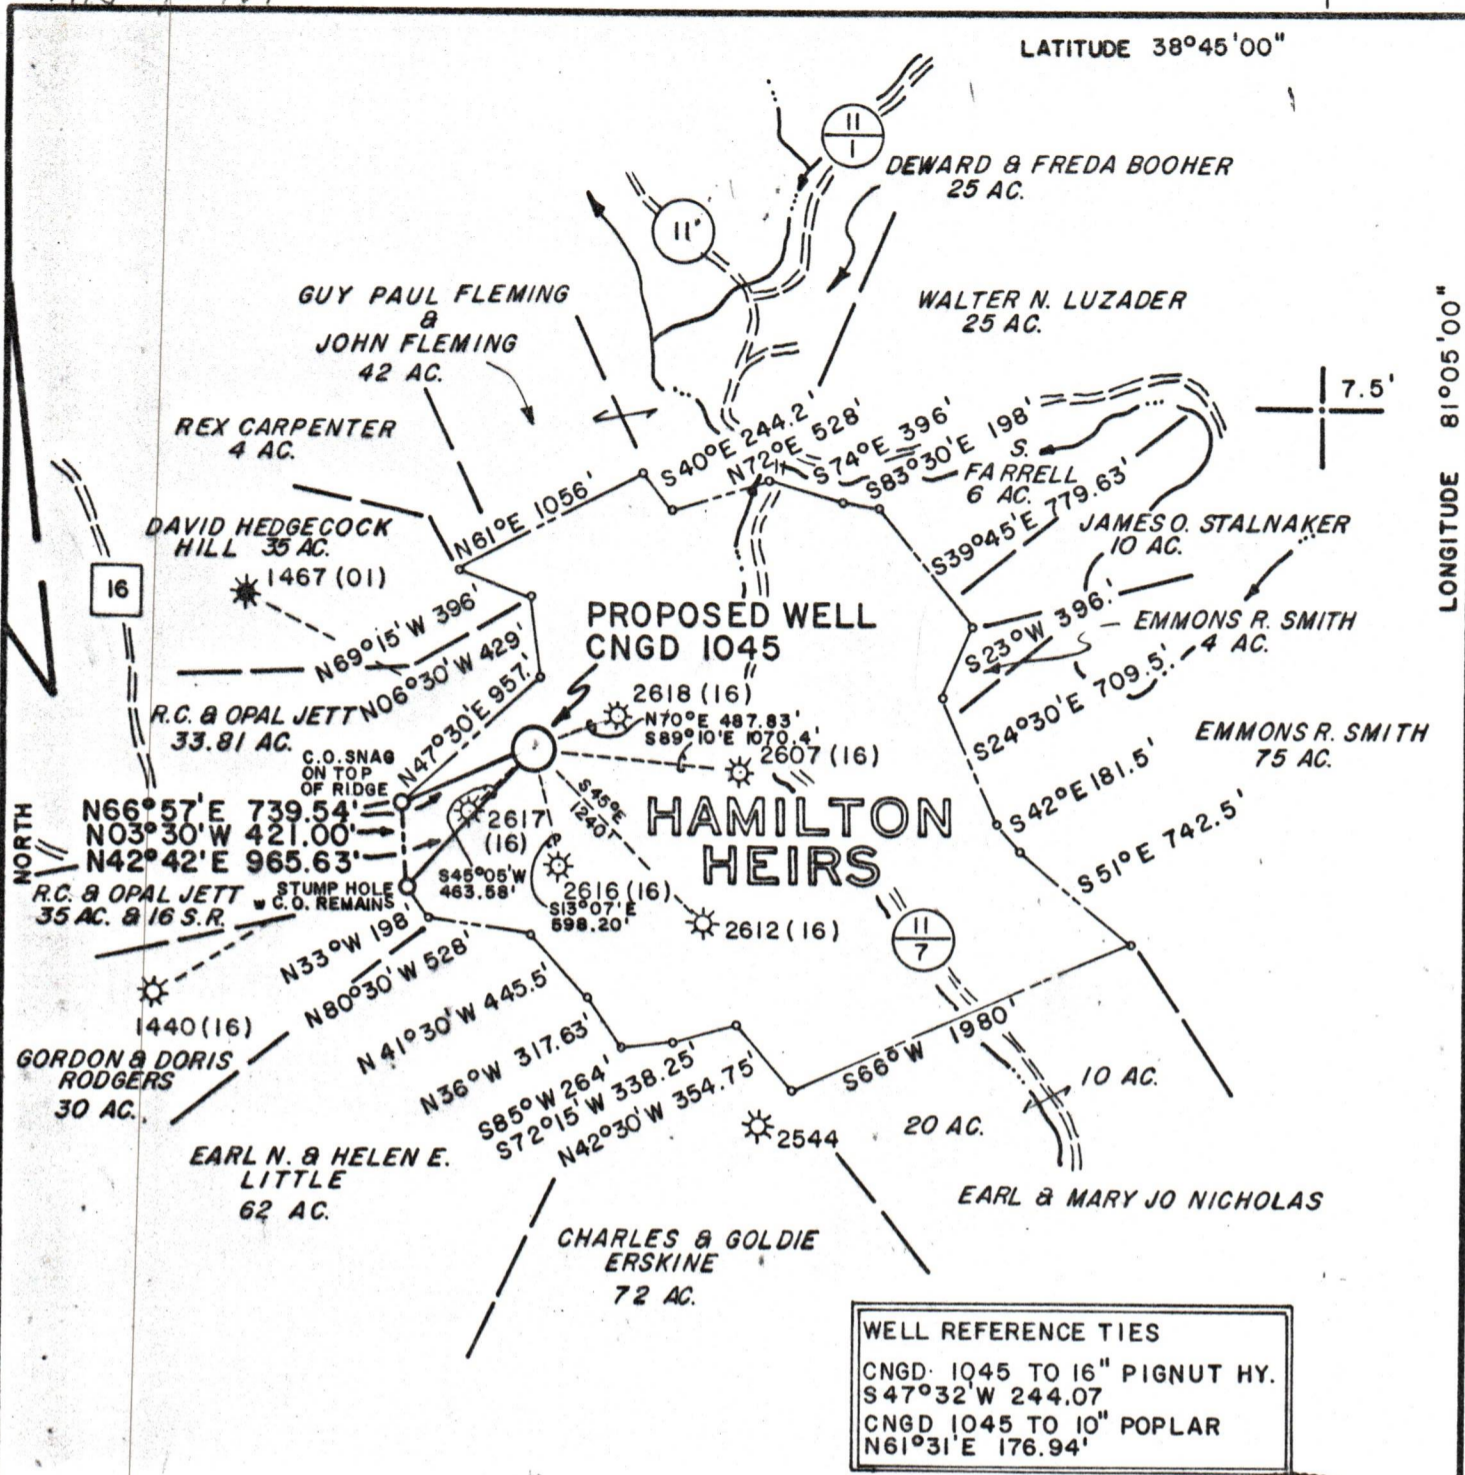 LATITUDE 38°45'00"
11
1
DEWARD & FREDA BOOHER
25 AC.
11
GUY PAUL FLEMING
&
JOHN FLEMING
42 AC.
WALTER N. LUZADER
25 AC.
LONGITUDE 81°05'00"
7.5'
REX CARPENTER
4 AC.
S40°E 244.2'
N72°E 528'
S74°E 396'
S83°30'E 198'
S.
FARRELL
6 AC.
N61°E 1056'
S39°45'E 779.63'
DAVID HEDGECOCK
HILL 35 AC.
1467 (01)
16
JAMES O. STALNAKER
10 AC.
N69°15'W 396'
N06°30'W 429'
N47°30'E 957.'
PROPOSED WELL
CNGD 1045
S23°W 396.'
EMMONS R. SMITH
4 AC.
S24°30'E 709.5'
R.C. & OPAL JETT
33.81 AC.
2618 (16)
N70°E 487.83'
S89°10'E 1070.4'
2607 (16)
EMMONS R. SMITH
75 AC.
C.O. SNAG
ON TOP
OF RIDGE
NORTH
N66°57'E 739.54'
N03°30'W 421.00'
N42°42'E 965.63'
2617
(16)
S45°E
1240'
HAMILTON
HEIRS
S42°E 181.5'
S51°E 742.5'
R.C. & OPAL JETT
35 AC. & 16 S.R.
STUMP HOLE
W C.O. REMAINS
S45°05'W
463.58'
2616 (16)
S13°07'E
598.20'
2612 (16)
11
7
N33°W 198'
N80°30'W 528'
N41°30'W 445.5'
N36°W 317.63'
S85°W 264'
S72°15'W 338.25'
N42°30'W 354.75'
S66°W 1980'
1440 (16)
GORDON & DORIS
RODGERS
30 AC.
10 AC.
20 AC.
2544
EARL N. & HELEN E.
LITTLE
62 AC.
EARL & MARY JO NICHOLAS
CHARLES & GOLDIE
ERSKINE
72 AC.
WELL REFERENCE TIES
CNGD 1045 TO 16" PIGNUT HY.
S47°32'W 244.07
CNGD 1045 TO 10" POPLAR
N61°31'E 176.94'